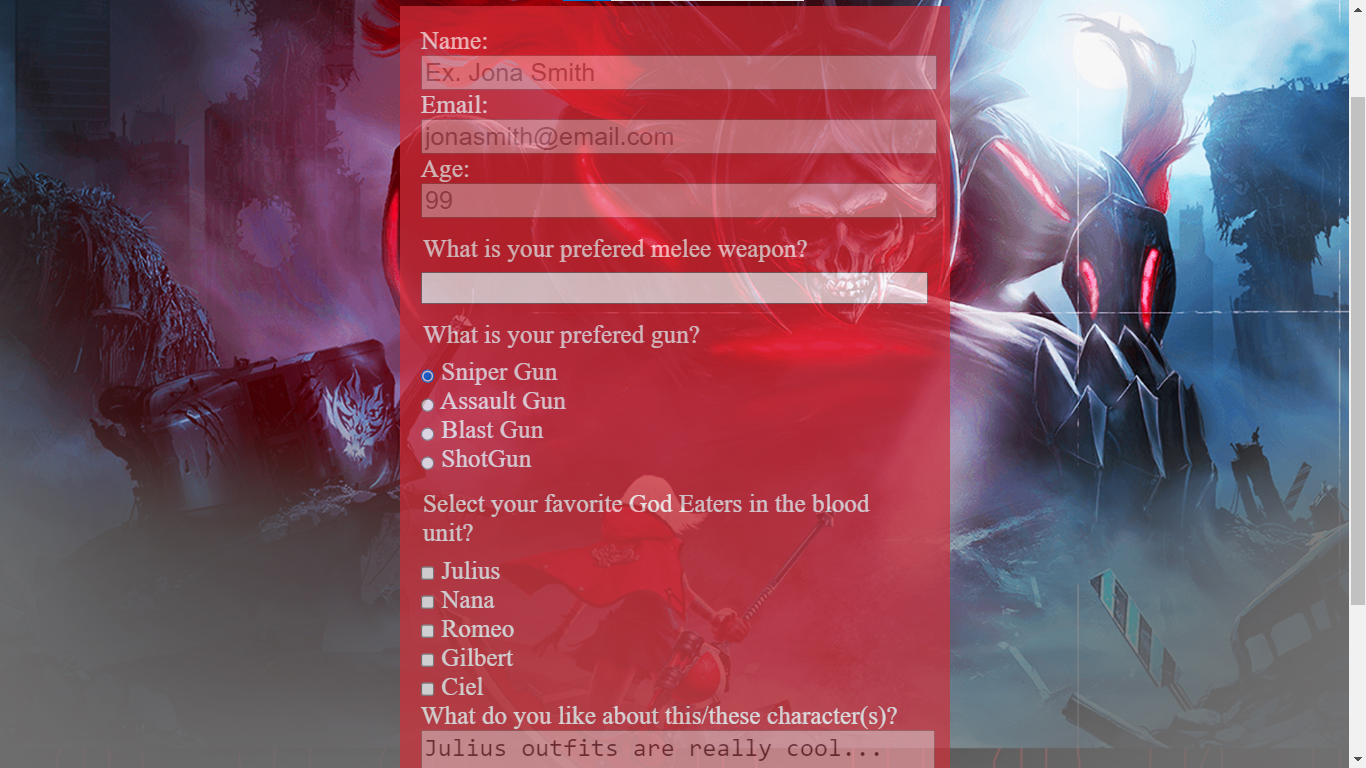 Name:
Ex. Jona Smith
Email:
jonasmith@email.com
Age:
99
What is your prefered melee weapon?
What is your prefered gun?
Sniper Gun
Assault Gun
Blast Gun
ShotGun
Select your favorite God Eaters in the blood
unit?
Julius
Nana
Romeo
Gilbert
Ciel
What do you like about this/these character(s)?
Julius outfits are really cool...